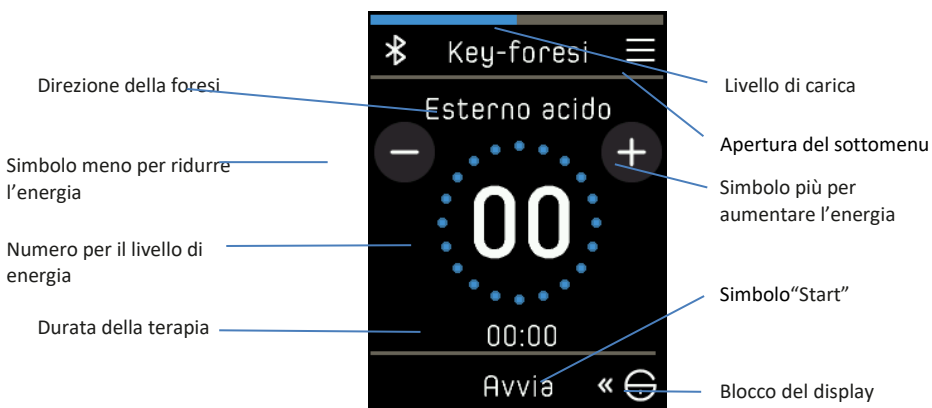 Key-foresi
Direzione della foresi
Livello di carica
Esterno acido
Apertura del sottomenu
Simbolo meno per ridurre
l’energia
Simbolo più per
aumentare l’energia
00
Numero per il livello di
energia
Simbolo“Start”
Durata della terapia
00:00
Avvia «
Blocco del display